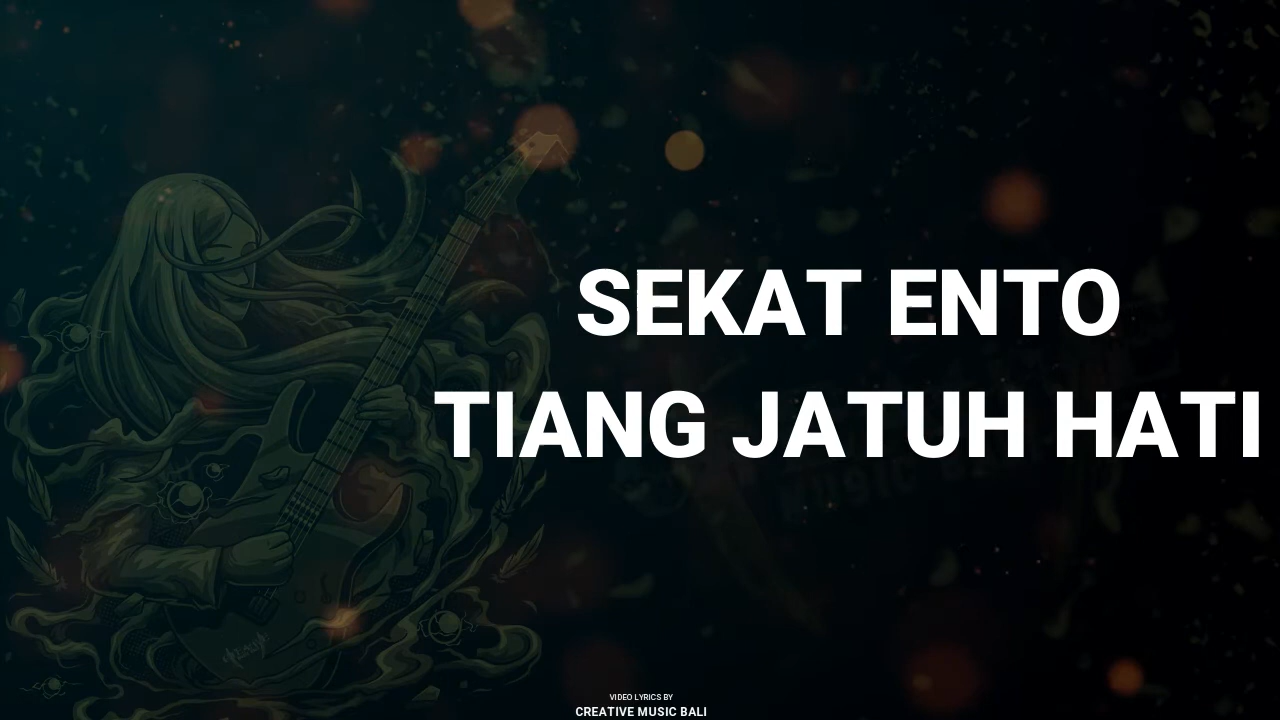 SEKAT ENTO
TIANG JATUH HATI
VIDEO LYRICS BY
CREATIVE MUSIC BALI